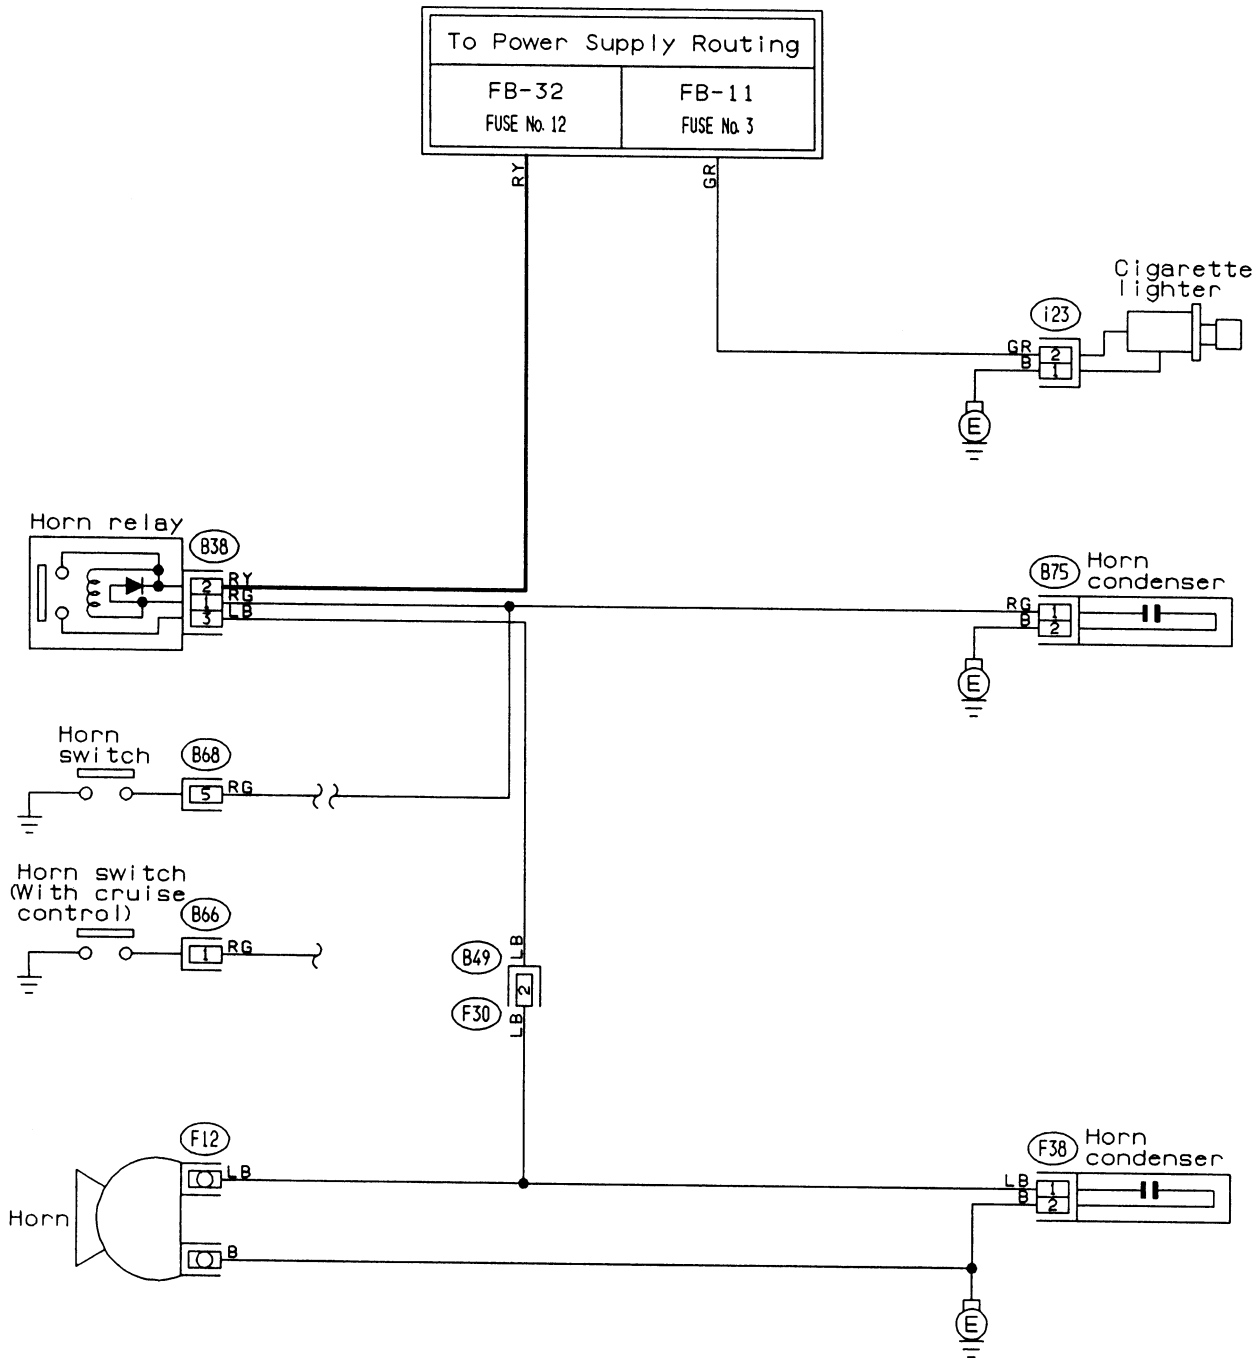 To Power Supply Routing
FB-32
FB-11
FUSE No. 12
FUSE No. 3
RY
GR
Cigarette
lighter
i23
GR
2
B
1
E
Horn relay
B38
2
RY
1
RG
3
LB
B75
Horn
condenser
RG
1
B
2
E
Horn
switch
B68
5
RG
Horn switch
(With cruise
control)
B66
1
RG
B49
LB
2
F30
LB
F12
LB
Horn
B
F38
Horn
condenser
LB
1
B
2
E